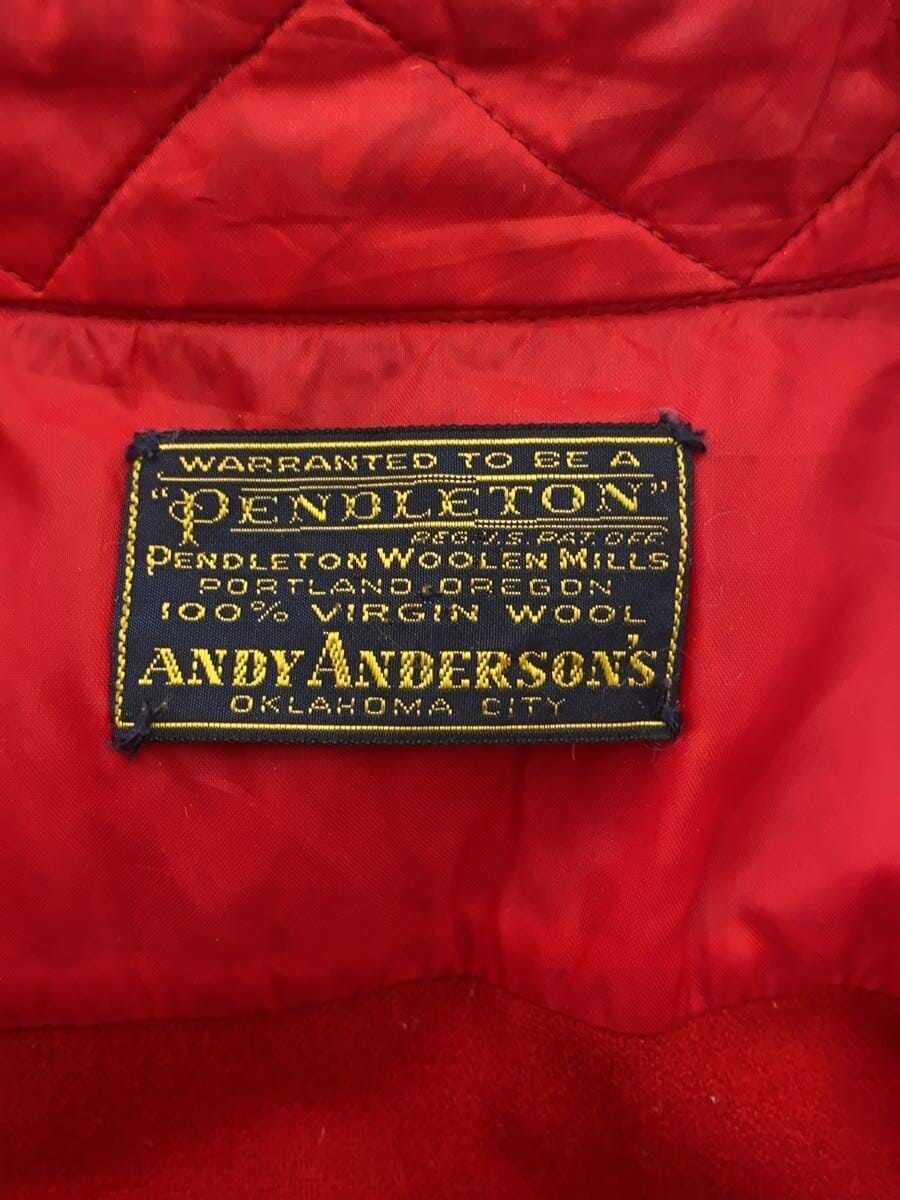 WARRANTED TO BE A
"PENDLETON"
REG U.S. PAT. OFF.
PENDLETON WOOLEN MILLS
PORTLAND, OREGON
100% VIRGIN WOOL
ANDY ANDERSON'S
OKLAHOMA CITY